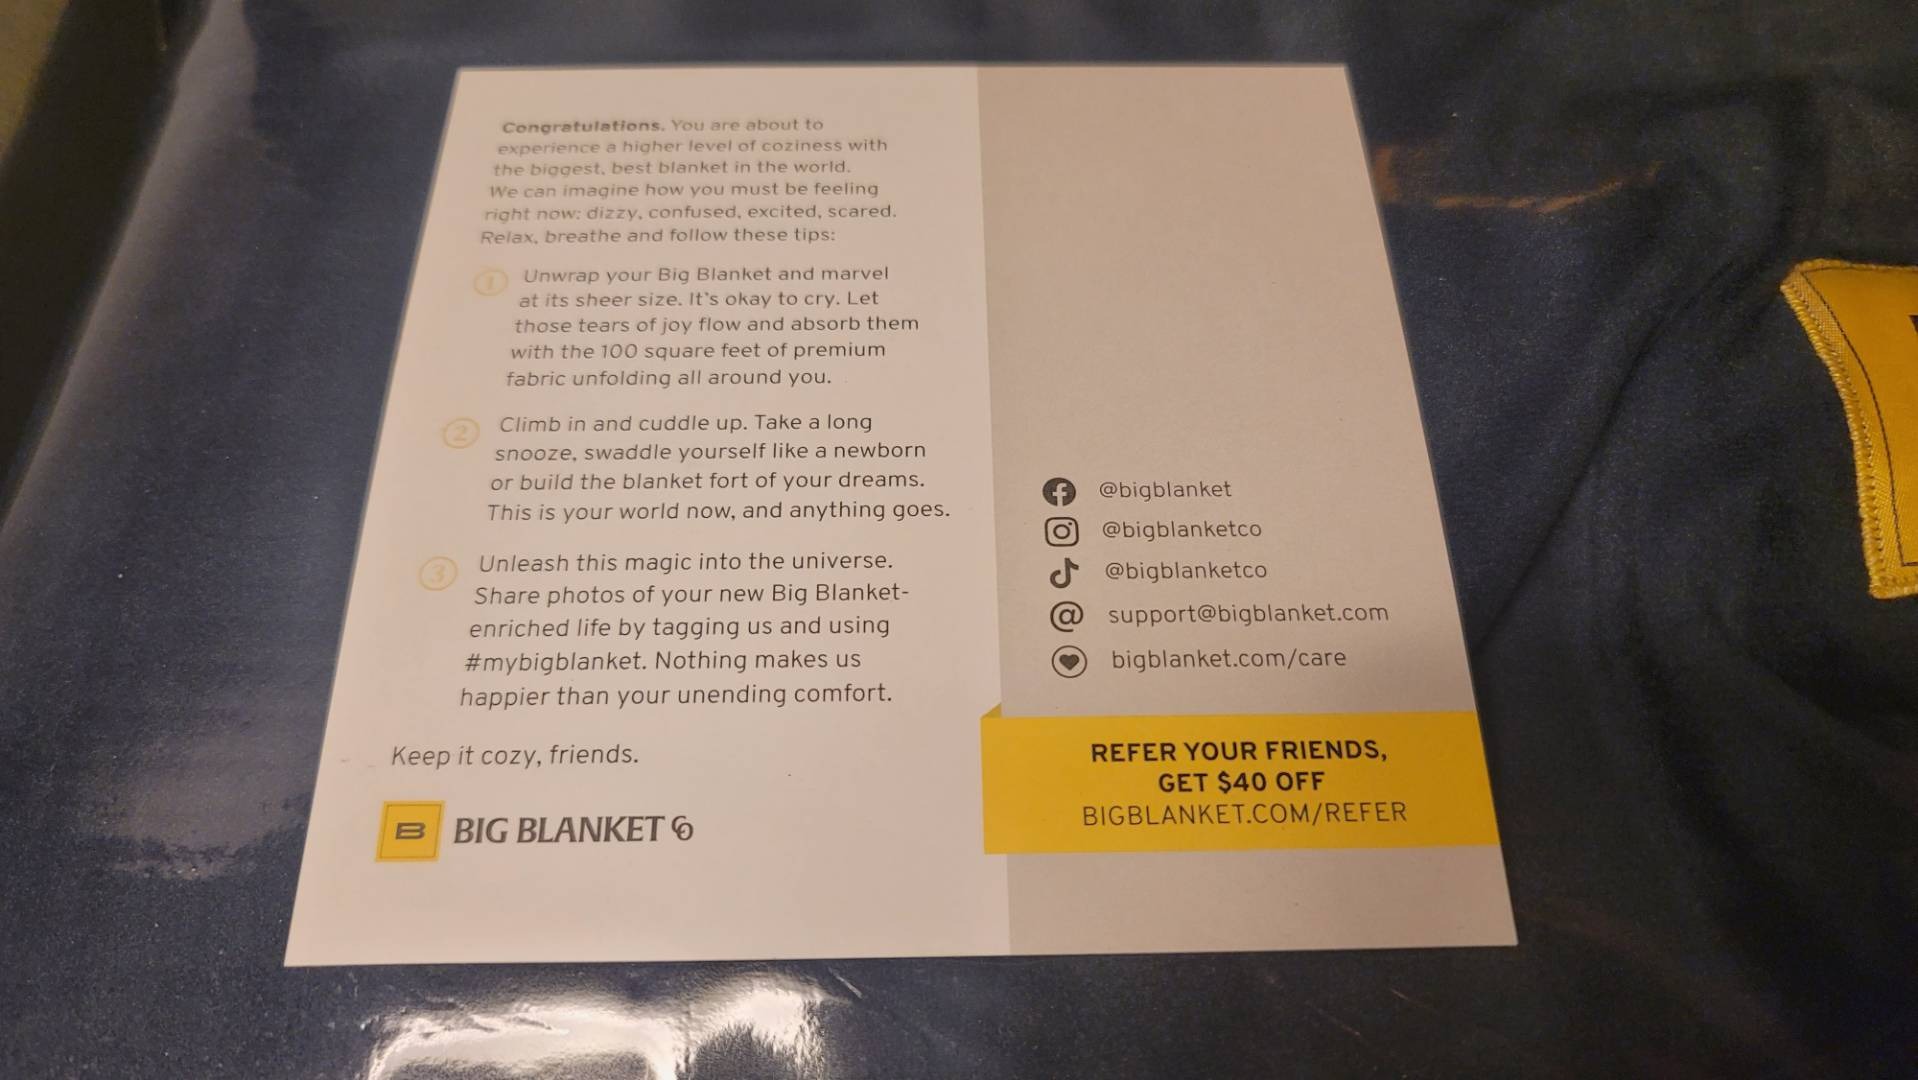 Congratulations. You are about to
experience a higher level of coziness with
the biggest, best blanket in the world.
We can imagine how you must be feeling
right now: dizzy, confused, excited, scared.
Relax, breathe and follow these tips:
1 Unwrap your Big Blanket and marvel
at its sheer size. It's okay to cry. Let
those tears of joy flow and absorb them
with the 100 square feet of premium
fabric unfolding all around you.
2 Climb in and cuddle up. Take a long
snooze, swaddle yourself like a newborn
or build the blanket fort of your dreams.
This is your world now, and anything goes.
3 Unleash this magic into the universe.
Share photos of your new Big Blanket-
enriched life by tagging us and using
#mybigblanket. Nothing makes us
happier than your unending comfort.
Keep it cozy, friends.
B BIG BLANKET CO
@bigblanket
@bigblanketco
@bigblanketco
@ support@bigblanket.com
bigblanket.com/care
REFER YOUR FRIENDS,
GET $40 OFF
BIGBLANKET.COM/REFER